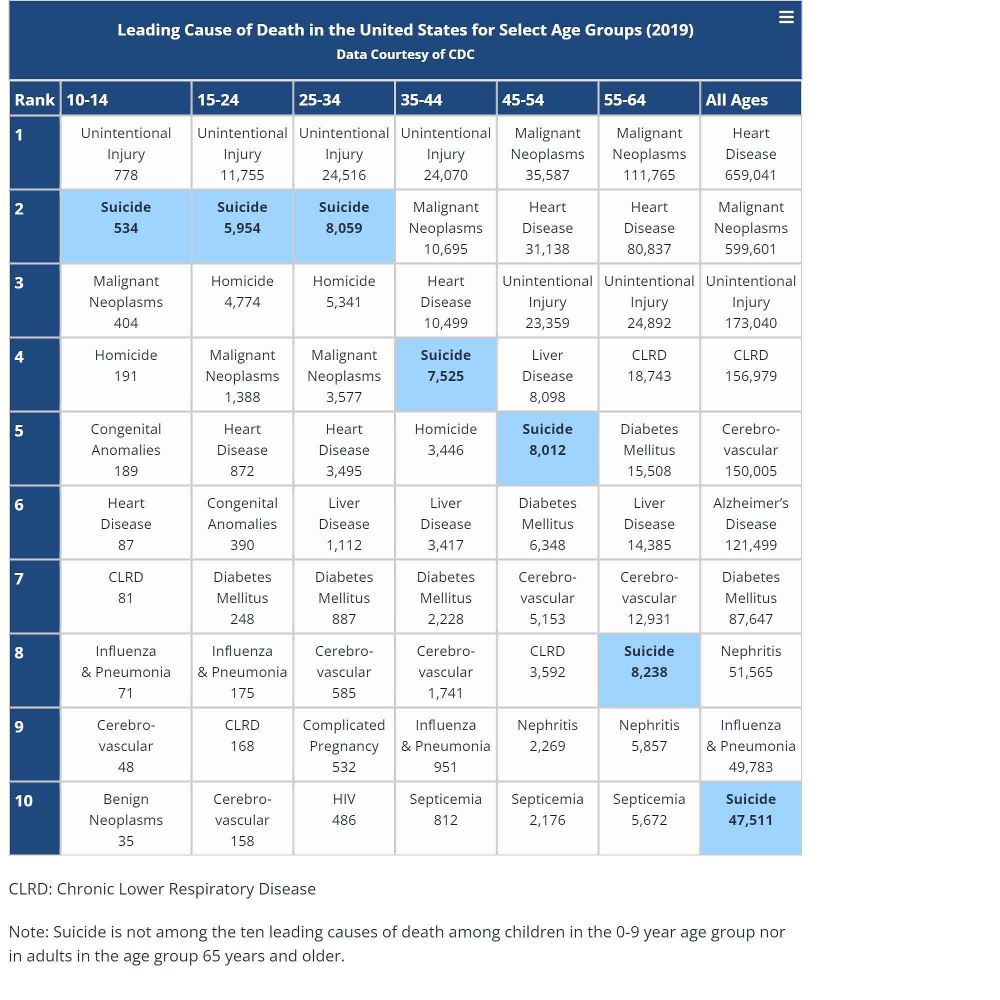 Leading Cause of Death in the United States for Select Age Groups (2019)
Data Courtesy of CDC
Rank 10-14 15-24 25-34 35-44 45-54 55-64 All Ages
1
Unintentional
Injury
778
Unintentional
Injury
11,755
Unintentional
Injury
24,516
Unintentional
Injury
24,070
Malignant
Neoplasms
35,587
Malignant
Neoplasms
111,765
Heart
Disease
659,041
2
Suicide
534
Suicide
5,954
Suicide
8,059
Malignant
Neoplasms
10,695
Heart
Disease
31,138
Heart
Disease
80,837
Malignant
Neoplasms
599,601
3
Malignant
Neoplasms
404
Homicide
4,774
Homicide
5,341
Heart
Disease
10,499
Unintentional
Injury
23,359
Unintentional
Injury
24,892
Unintentional
Injury
173,040
4
Homicide
191
Malignant
Neoplasms
1,388
Malignant
Neoplasms
3,577
Suicide
7,525
Liver
Disease
8,098
CLRD
18,743
CLRD
156,979
5
Congenital
Anomalies
189
Heart
Disease
872
Heart
Disease
3,495
Homicide
3,446
Suicide
8,012
Diabetes
Mellitus
15,508
Cerebro-
vascular
150,005
6
Heart
Disease
87
Congenital
Anomalies
390
Liver
Disease
1,112
Liver
Disease
3,417
Diabetes
Mellitus
6,348
Liver
Disease
14,385
Alzheimer’s
Disease
121,499
7
CLRD
81
Diabetes
Mellitus
248
Diabetes
Mellitus
887
Diabetes
Mellitus
2,228
Cerebro-
vascular
5,153
Cerebro-
vascular
12,931
Diabetes
Mellitus
87,647
8
Influenza
& Pneumonia
71
Influenza
& Pneumonia
175
Cerebro-
vascular
585
Cerebro-
vascular
1,741
CLRD
3,592
Suicide
8,238
Nephritis
51,565
9
Cerebro-
vascular
48
CLRD
168
Complicated
Pregnancy
532
Influenza
& Pneumonia
951
Nephritis
2,269
Nephritis
5,857
Influenza
& Pneumonia
49,783
10
Benign
Neoplasms
35
Cerebro-
vascular
158
HIV
486
Septicemia
812
Septicemia
2,176
Septicemia
5,672
Suicide
47,511
CLRD: Chronic Lower Respiratory Disease
Note: Suicide is not among the ten leading causes of death among children in the 0-9 year age group nor
in adults in the age group 65 years and older.